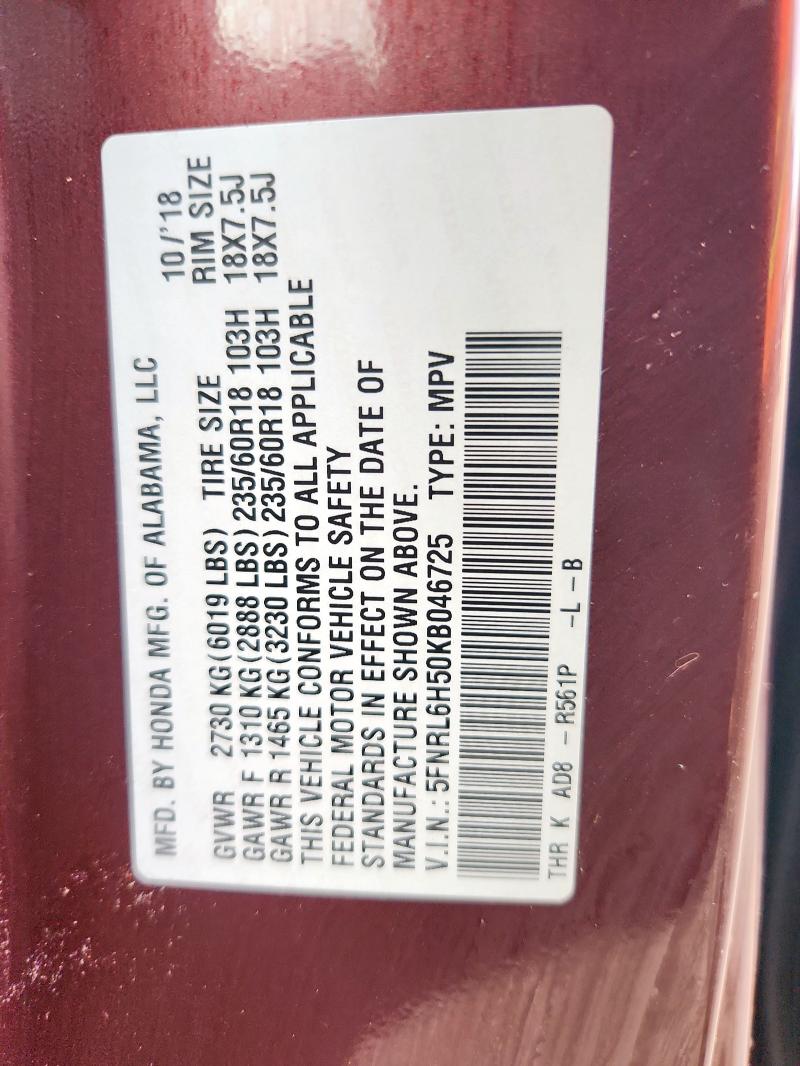 MFD. BY HONDA MFG. OF ALABAMA, LLC 10/'18
GVWR 2730 KG(6019 LBS) TIRE SIZE RIM SIZE
GAWR F 1310 KG(2888 LBS) 235/60R18 103H 18X7.5J
GAWR R 1465 KG(3230 LBS) 235/60R18 103H 18X7.5J
THIS VEHICLE CONFORMS TO ALL APPLICABLE
FEDERAL MOTOR VEHICLE SAFETY
STANDARDS IN EFFECT ON THE DATE OF
MANUFACTURE SHOWN ABOVE.
V.I.N.: 5FNRL6H50KB046725 TYPE: MPV
THR K AD8 – R561P –L –B